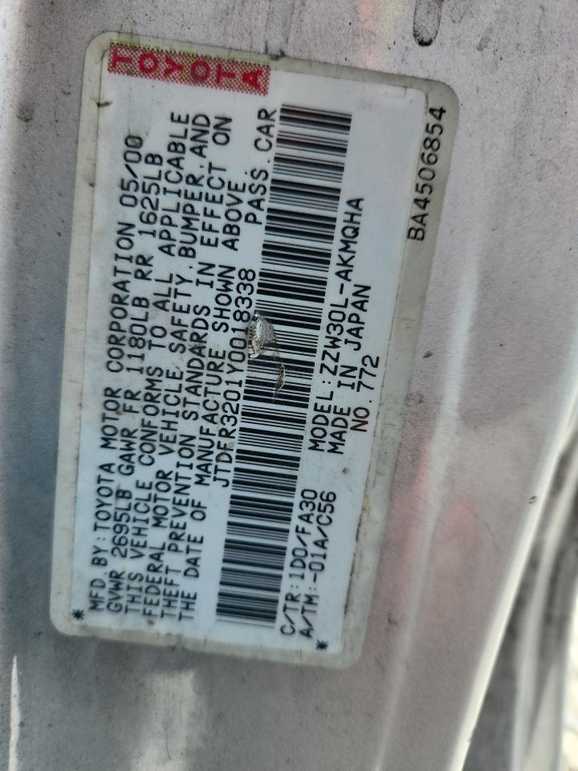 TOYOTA
MFD BY:TOYOTA MOTOR CORPORATION 05/00
GVWR 2695LB GAWR FR 1180LB RR 1625LB
THIS VEHICLE CONFORMS TO ALL APPLICABLE
FEDERAL MOTOR VEHICLE SAFETY,BUMPER,AND
THEFT PREVENTION STANDARDS IN EFFECT ON
THE DATE OF MANUFACTURE SHOWN ABOVE.
JTDFR3201Y0018338 PASS.CAR
C/TR:1D0/FA30 MODEL:ZZW30L-AKMQHA
A/TM:-01A/C56 MADE IN JAPAN
NO.772
BA4506854